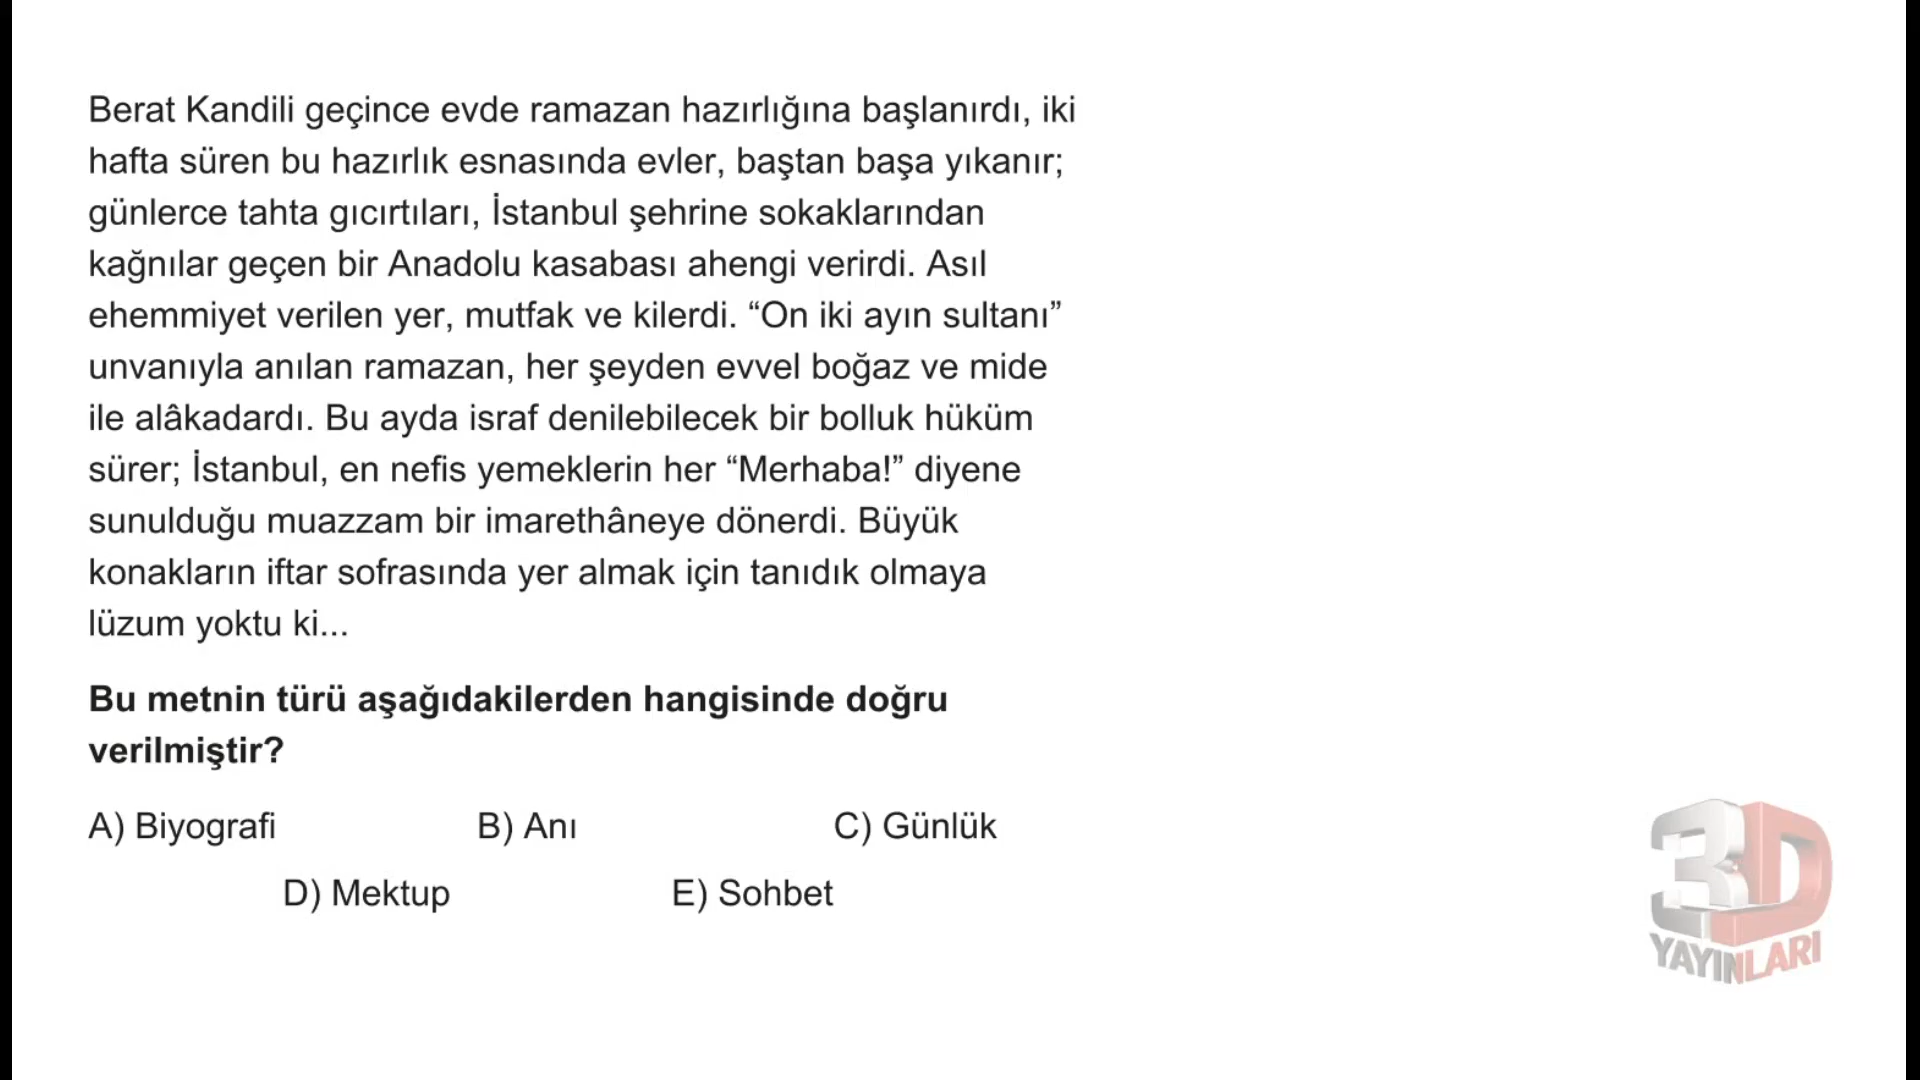 Berat Kandili geçince evde ramazan hazırlığına başlanırdı, iki
hafta süren bu hazırlık esnasında evler, baştan başa yıkanır;
günlerce tahta gıcırtıları, İstanbul şehrine sokaklarından
kağnılar geçen bir Anadolu kasabası ahengi verirdi. Asıl
ehemmiyet verilen yer, mutfak ve kilerdi. “On iki ayın sultanı”
unvanıyla anılan ramazan, her şeyden evvel boğaz ve mide
ile alâkadardı. Bu ayda israf denilebilecek bir bolluk hüküm
sürer; İstanbul, en nefis yemeklerin her “Merhaba!” diyene
sunulduğu muazzam bir imarethâneye dönerdi. Büyük
konakların iftar sofrasında yer almak için tanıdık olmaya
lüzum yoktu ki...
Bu metnin türü aşağıdakilerden hangisinde doğru
verilmiştir?
A) Biyografi B) Anı C) Günlük
D) Mektup E) Sohbet
3D
YAYINLARI